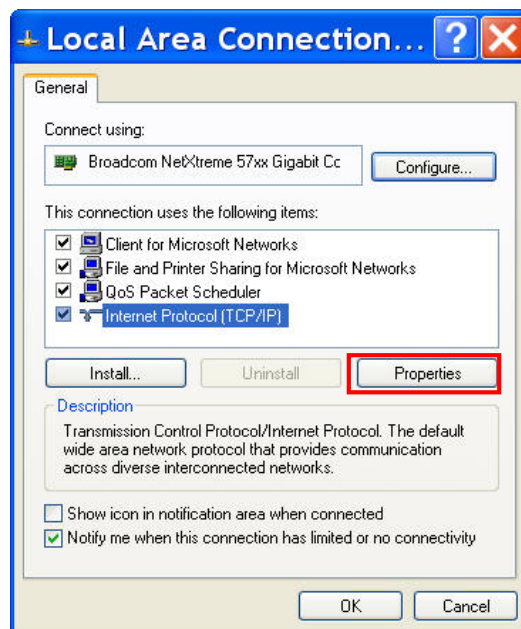 Local Area Connection... ?
General
Connect using:
Broadcom NetXtreme 57xx Gigabit Cc
Configure...
This connection uses the following items:
Client for Microsoft Networks
File and Printer Sharing for Microsoft Networks
QoS Packet Scheduler
Internet Protocol (TCP/IP)
Install... Uninstall Properties
Description
Transmission Control Protocol/Internet Protocol. The default
wide area network protocol that provides communication
across diverse interconnected networks.
Show icon in notification area when connected
Notify me when this connection has limited or no connectivity
OK Cancel